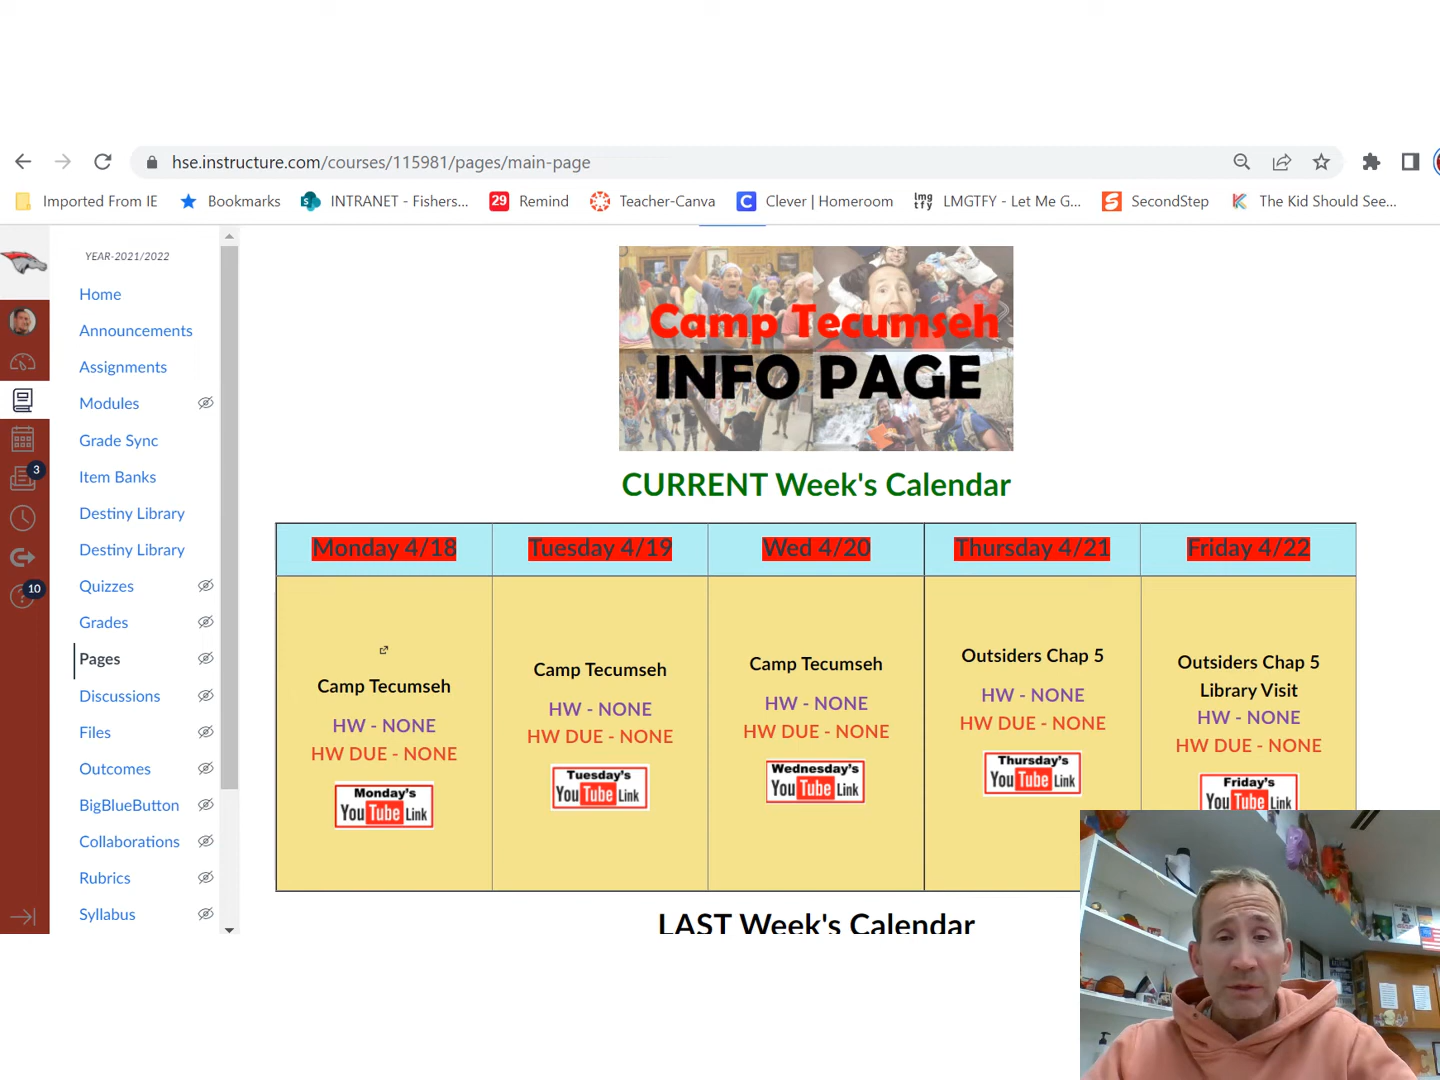 hse.instructure.com/courses/115981/pages/main-page
Imported From IE Bookmarks INTRANET - Fishers... 29 Remind Teacher-Canva C Clever | Homeroom lmg tfy LMGTFY - Let Me G... S SecondStep K The Kid Should See...
YEAR-2021/2022
Home
Announcements
Assignments
Modules
Grade Sync
Item Banks
Destiny Library
Destiny Library
Quizzes
Grades
Pages
Discussions
Files
Outcomes
BigBlueButton
Collaborations
Rubrics
Syllabus
3
10
Camp Tecumseh
INFO PAGE
CURRENT Week's Calendar
Monday 4/18 Tuesday 4/19 Wed 4/20 Thursday 4/21 Friday 4/22
Camp Tecumseh
HW - NONE
HW DUE - NONE
Monday's
YouTube Link
Camp Tecumseh
HW - NONE
HW DUE - NONE
Tuesday's
YouTube Link
Camp Tecumseh
HW - NONE
HW DUE - NONE
Wednesday's
YouTube Link
Outsiders Chap 5
HW - NONE
HW DUE - NONE
Thursday's
YouTube Link
Outsiders Chap 5
Library Visit
HW - NONE
HW DUE - NONE
Friday's
YouTube Link
LAST Week's Calendar